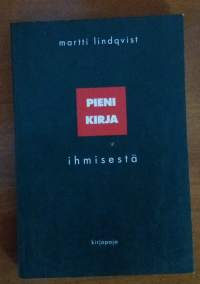 martti lindqvist
PIENI
KIRJA
ihmisestä
kirjapaja